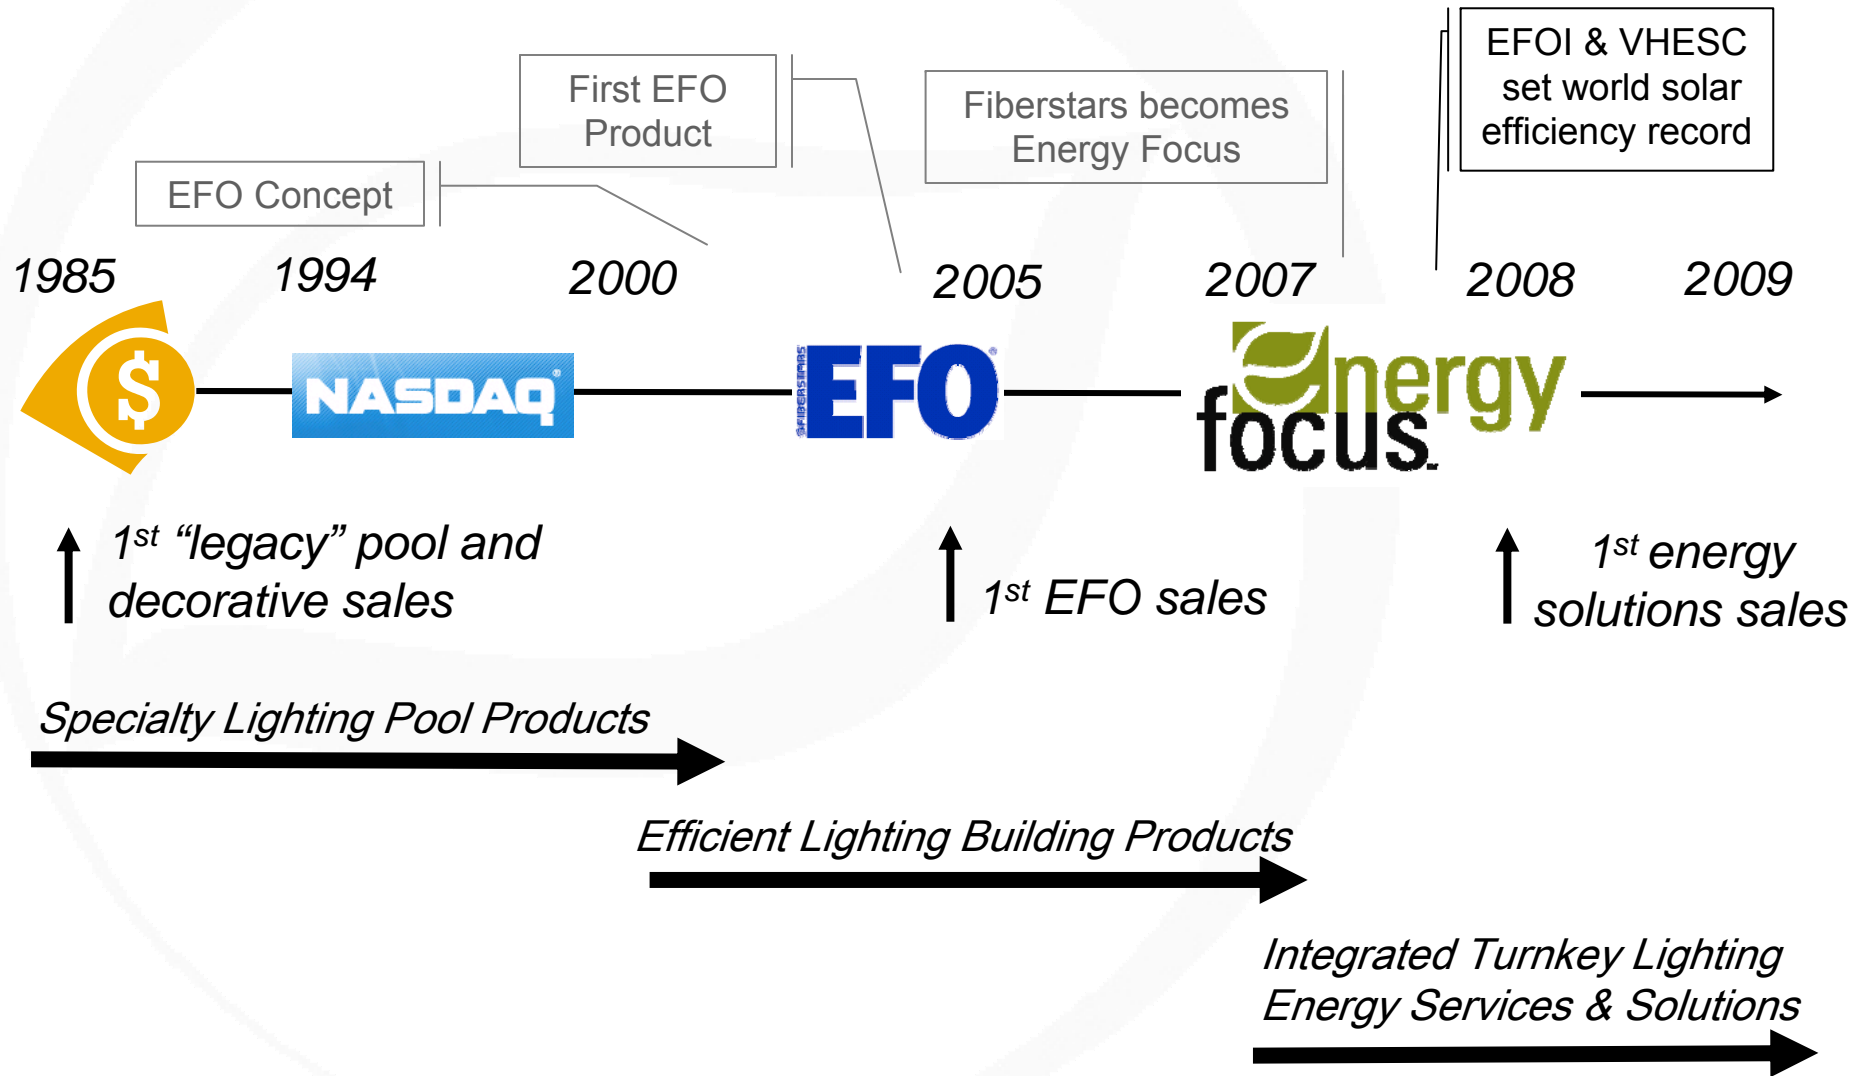 EFOI & VHESC
set world solar
efficiency record
First EFO
Product
Fiberstars becomes
Energy Focus
EFO Concept
1985 1994 2000 2005 2007 2008 2009
$
NASDAQ®
FIBERSTARS
EFO®
energy
focus™
1st “legacy” pool and
decorative sales
1st EFO sales
1st energy
solutions sales
Specialty Lighting Pool Products
Efficient Lighting Building Products
Integrated Turnkey Lighting
Energy Services & Solutions